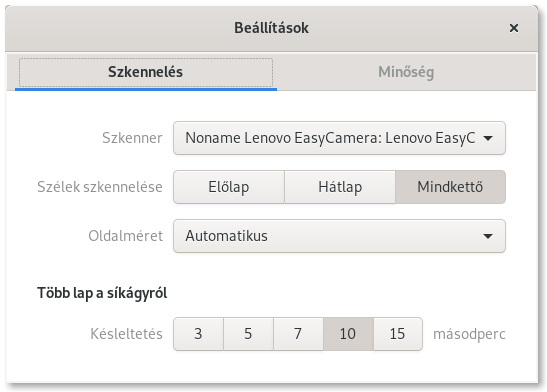 Beállítások
Szkennelés Minőség
Szkenner Noname Lenovo EasyCamera: Lenovo EasyC
Szélek szkennelése Előlap Hátlap Mindkettő
Oldalméret Automatikus
Több lap a síkágyról
Késleltetés 3 5 7 10 15 másodperc